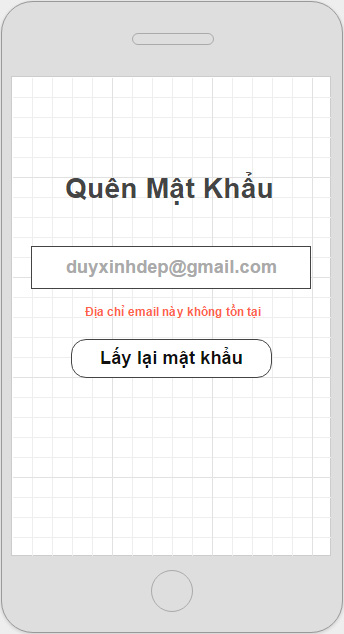 Quên Mật Khẩu
duyxinhdep@gmail.com
Địa chỉ email này không tồn tại
Lấy lại mật khẩu